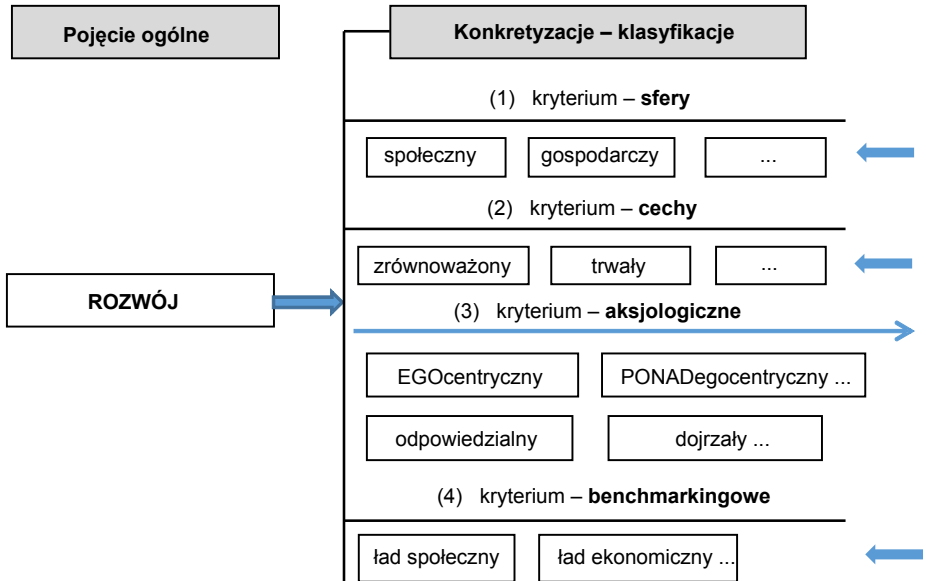 Pojęcie ogólne
Konkretyzacje – klasyfikacje
(1) kryterium – sfery
społeczny
gospodarczy
...
(2) kryterium – cechy
zrównoważony
trwały
...
ROZWÓJ
(3) kryterium – aksjologiczne
EGOcentryczny
PONADegocentryczny ...
odpowiedzialny
dojrzały ...
(4) kryterium – benchmarkingowe
ład społeczny
ład ekonomiczny ...